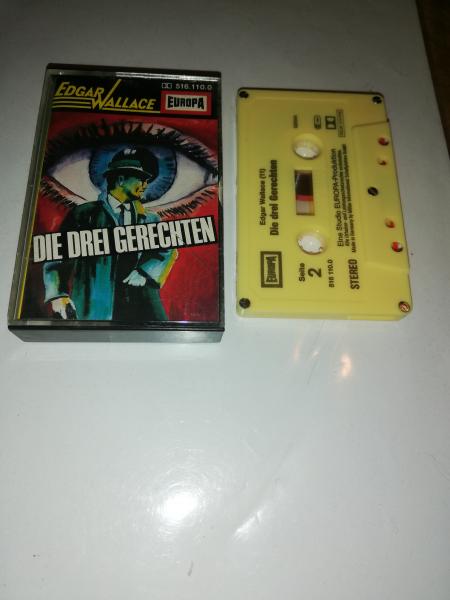 EDGAR
WALLACE
516.110.0
EUROPA
DIE DREI GERECHTEN
EUROPA
Seite
2
516 110.0
STEREO
Edgar Wallace (11)
Die drei Gerechten
Eine Studio EUROPA-Produktion